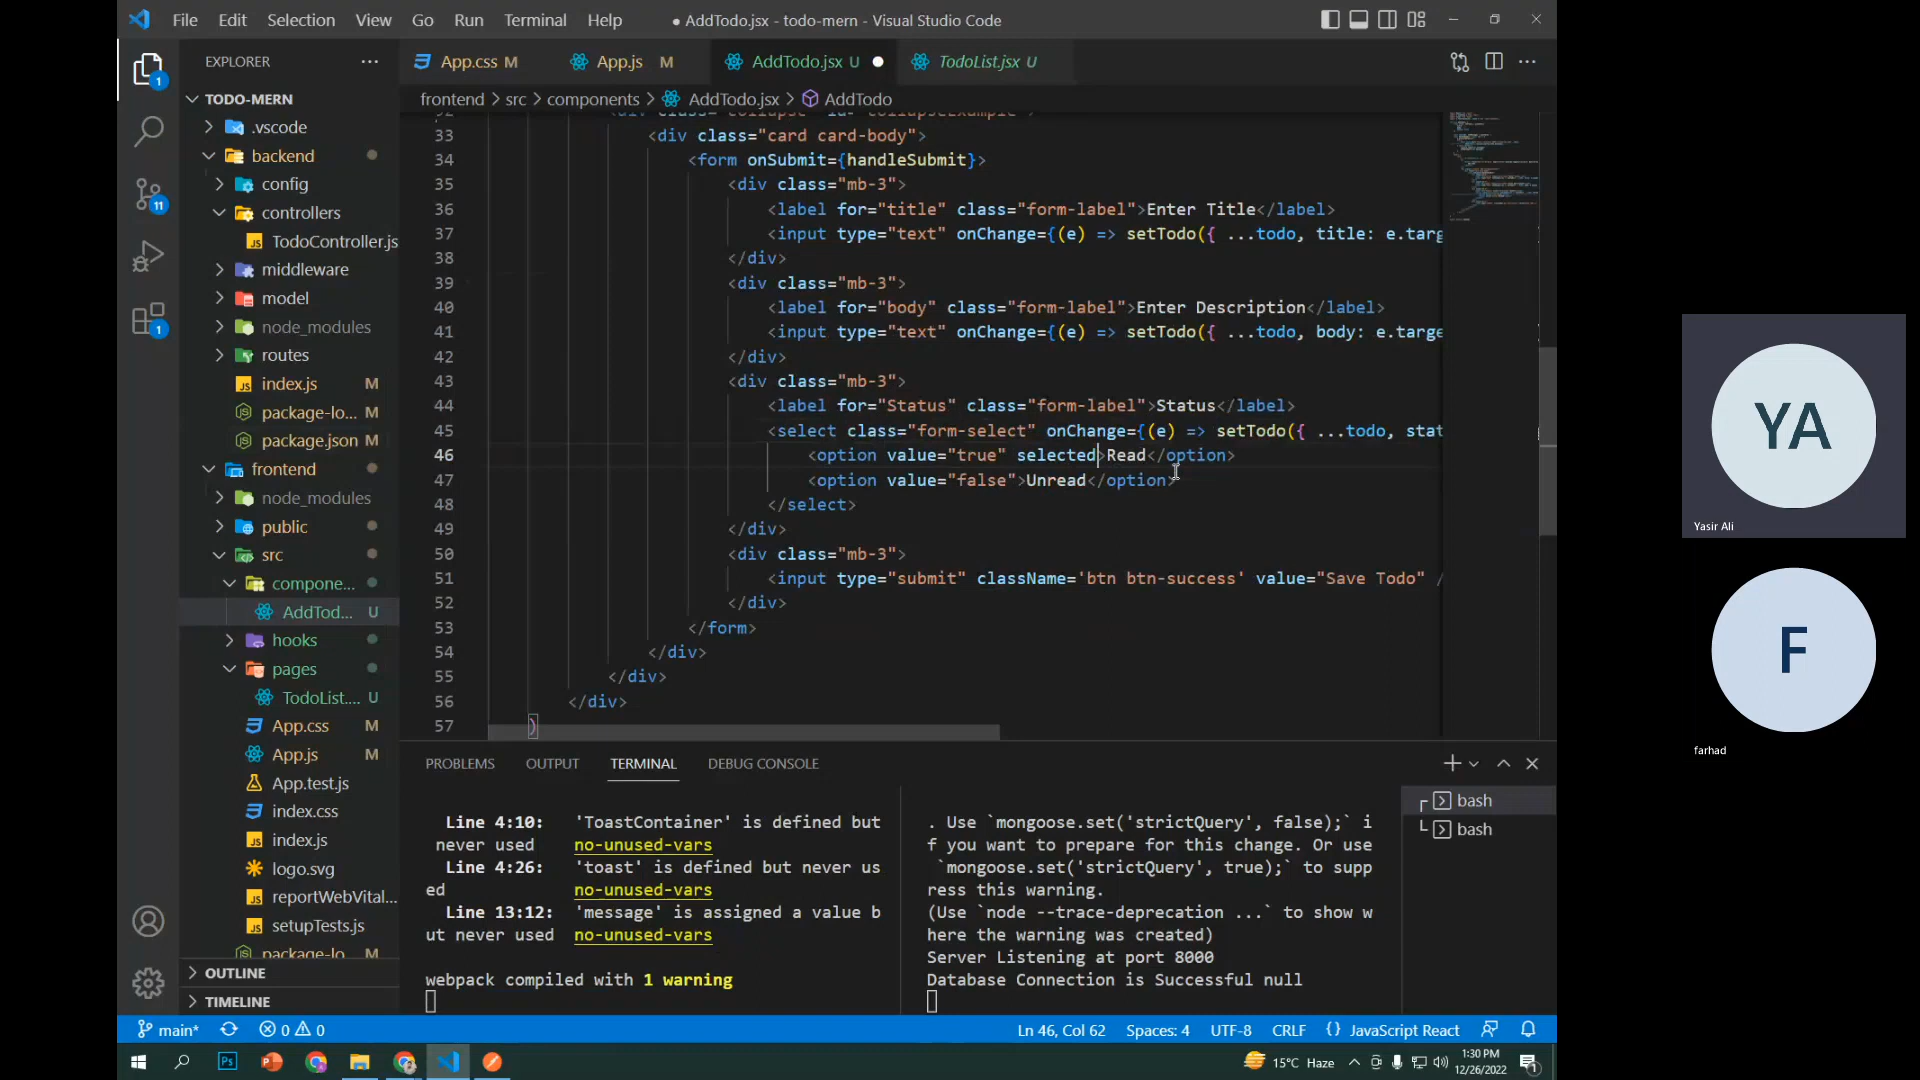 File Edit Selection View Go Run Terminal Help
● AddTodo.jsx - todo-mern - Visual Studio Code
EXPLORER
App.css M
App.js M
AddTodo.jsx U
TodoList.jsx U
frontend > src > components > AddTodo.jsx > AddTodo
TODO-MERN
.vscode
backend
config
controllers
TodoController.js
middleware
model
node_modules
routes
index.js M
package-lo... M
package.json M
frontend
node_modules
public
src
compone...
AddTod... U
hooks
pages
TodoList.... U
App.css M
App.js M
App.test.js
index.css
index.js
logo.svg
reportWebVital...
setupTests.js
package-lo
OUTLINE
TIMELINE
1
11
1
33 <div class="card card-body">
34 <form onSubmit={handleSubmit}>
35 <div class="mb-3">
36 <label for="title" class="form-label">Enter Title</label>
37 <input type="text" onChange={(e) => setTodo({ ...todo, title: e.targ
38 </div>
39 <div class="mb-3">
40 <label for="body" class="form-label">Enter Description</label>
41 <input type="text" onChange={(e) => setTodo({ ...todo, body: e.targe
42 </div>
43 <div class="mb-3">
44 <label for="Status" class="form-label">Status</label>
45 <select class="form-select" onChange={(e) => setTodo({ ...todo, stat
46 <option value="true" selected>Read</option>
47 <option value="false">Unread</option>
48 </select>
49 </div>
50 <div class="mb-3">
51 <input type="submit" className='btn btn-success' value="Save Todo" /
52 </div>
53 </form>
54 </div>
55 </div>
56 </div>
57 )
PROBLEMS OUTPUT TERMINAL DEBUG CONSOLE
Line 4:10: 'ToastContainer' is defined but
never used no-unused-vars
Line 4:26: 'toast' is defined but never us
ed no-unused-vars
Line 13:12: 'message' is assigned a value b
ut never used no-unused-vars
webpack compiled with 1 warning
. Use `mongoose.set('strictQuery', false);` i
f you want to prepare for this change. Or use
`mongoose.set('strictQuery', true);` to supp
ress this warning.
(Use `node --trace-deprecation ...` to show w
here the warning was created)
Server Listening at port 8000
Database Connection is Successful null
bash
bash
main* 0 0
Ln 46, Col 62 Spaces: 4 UTF-8 CRLF {} JavaScript React
Ps
15°C Haze
1:30 PM
12/26/2022
1
YA
Yasir Ali
F
farhad